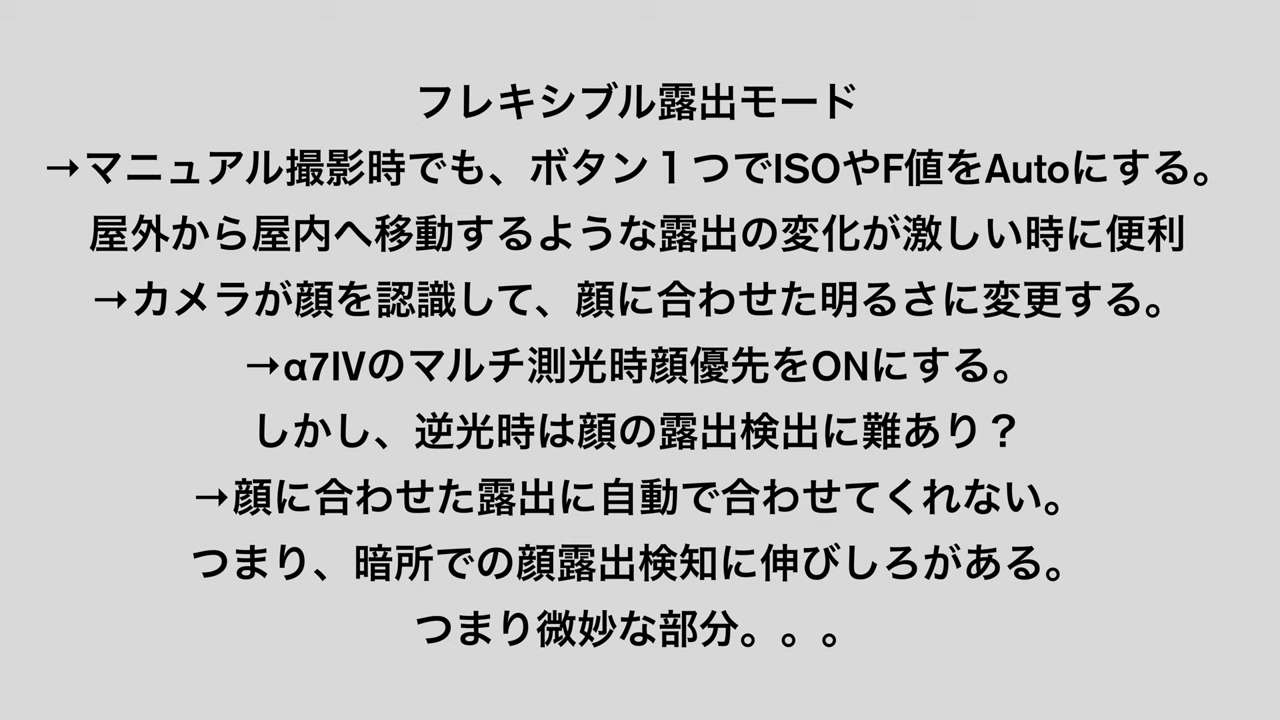 フレキシブル露出モード
→マニュアル撮影時でも、ボタン１つでISOやF値をAutoにする。
屋外から屋内へ移動するような露出の変化が激しい時に便利
→カメラが顔を認識して、顔に合わせた明るさに変更する。
→α7IVのマルチ測光時顔優先をONにする。
しかし、逆光時は顔の露出検出に難あり？
→顔に合わせた露出に自動で合わせてくれない。
つまり、暗所での顔露出検知に伸びしろがある。
つまり微妙な部分。。。